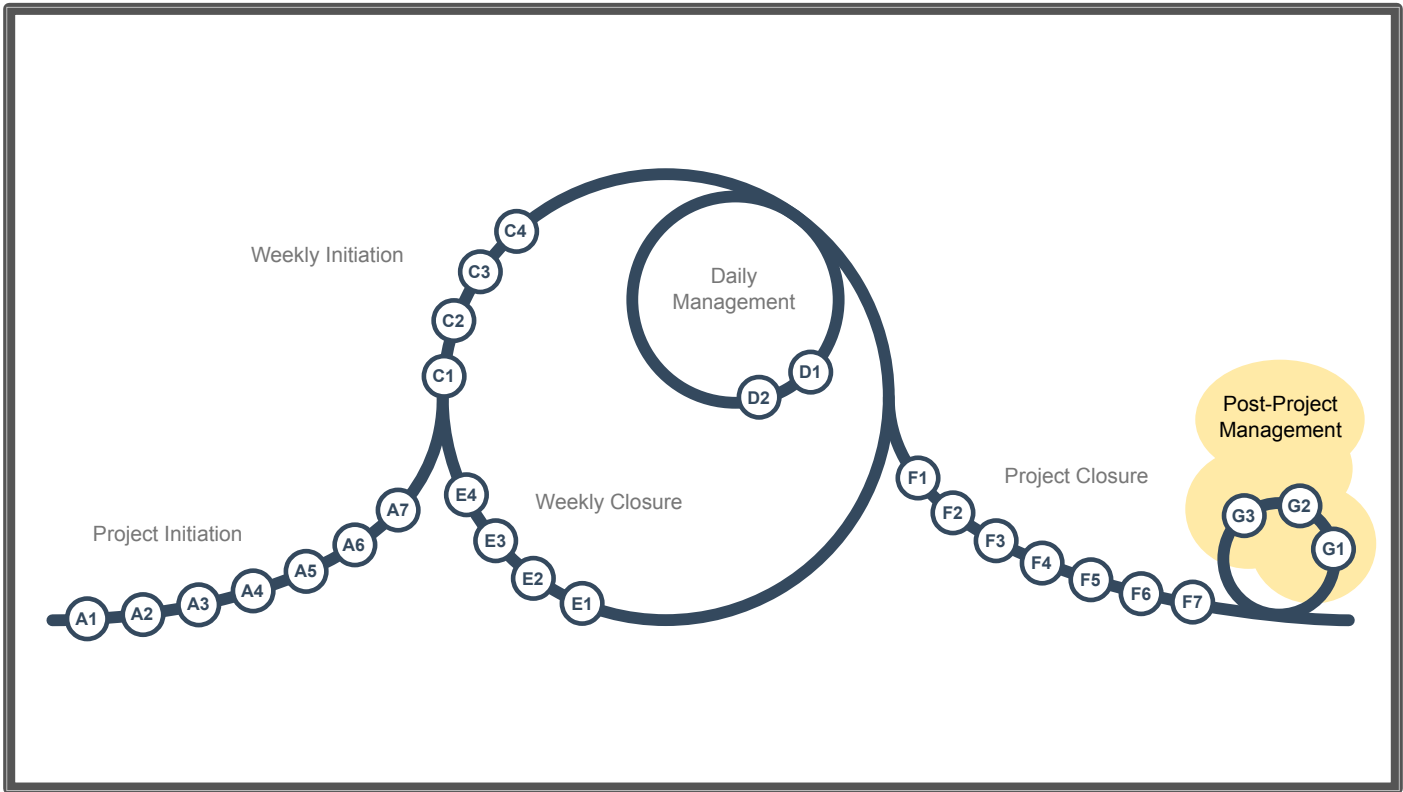 Weekly Initiation
C4
C3
C2
C1
Daily
Management
D1
D2
Post-Project
Management
G3
G2
G1
Project Closure
F1
F2
F3
F4
F5
F6
F7
Weekly Closure
E4
E3
E2
E1
Project Initiation
A1
A2
A3
A4
A5
A6
A7